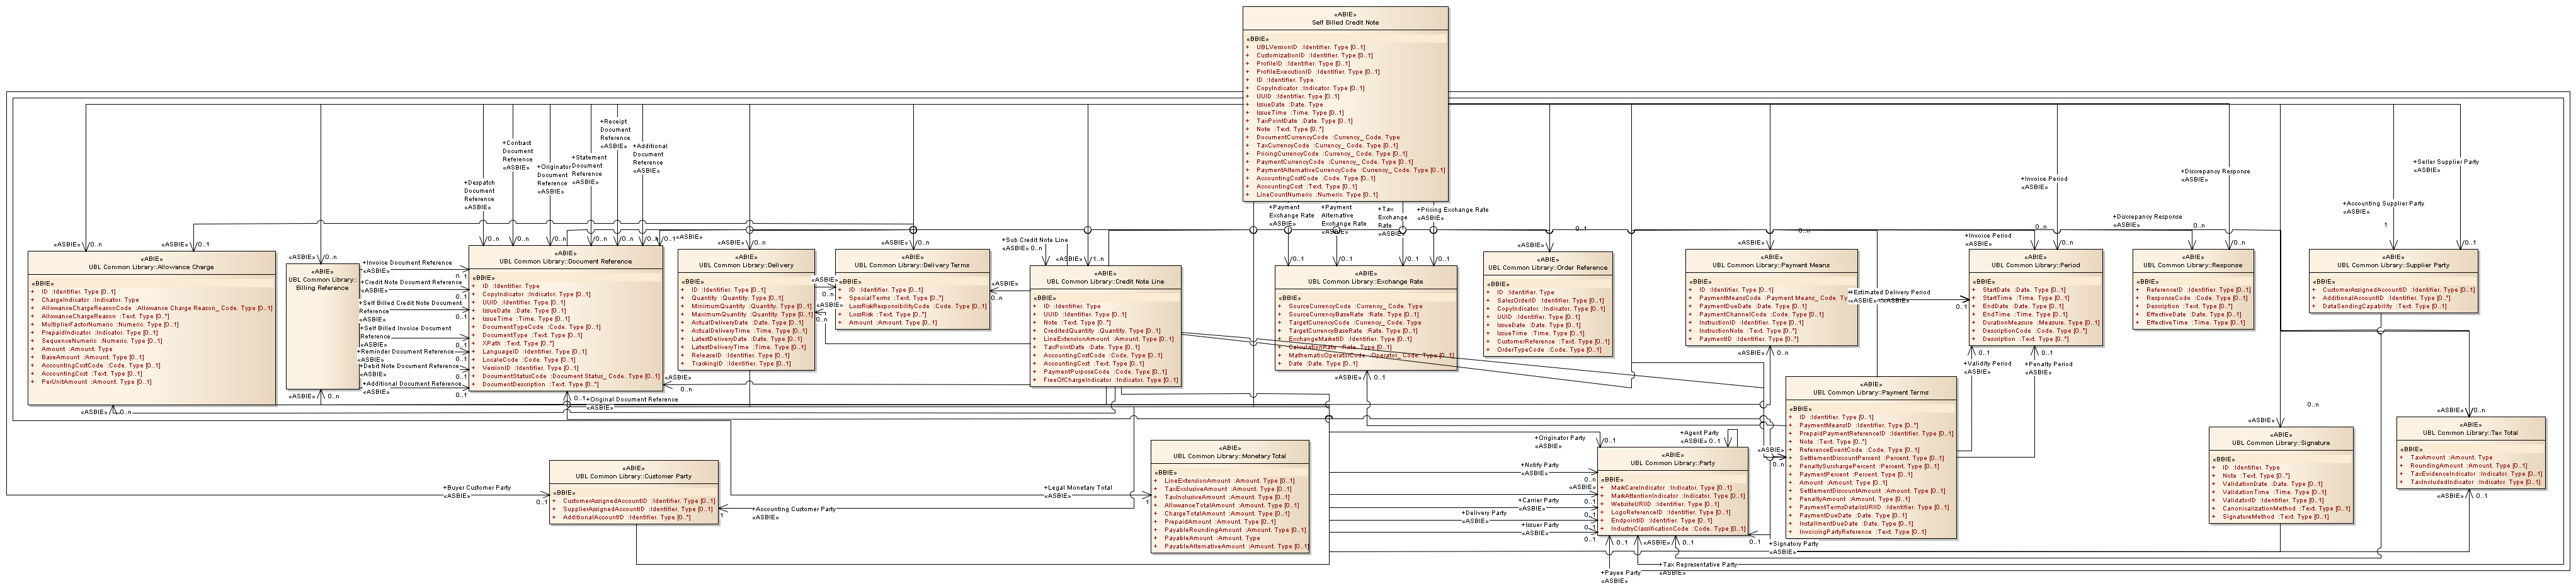 «ABIE»
Self Billed Credit Note
«BBIE»
+ UBLVersionID :Identifier. Type [0..1]
+ CustomizationID :Identifier. Type [0..1]
+ ProfileID :Identifier. Type [0..1]
+ ProfileExecutionID :Identifier. Type [0..1]
+ ID :Identifier. Type
+ CopyIndicator :Indicator. Type [0..1]
+ UUID :Identifier. Type [0..1]
+ IssueDate :Date. Type
+ IssueTime :Time. Type [0..1]
+ TaxPointDate :Date. Type [0..1]
+ Note :Text. Type [0..*]
+ DocumentCurrencyCode :Currency_ Code. Type
+ TaxCurrencyCode :Currency_ Code. Type [0..1]
+ PricingCurrencyCode :Currency_ Code. Type [0..1]
+ PaymentCurrencyCode :Currency_ Code. Type [0..1]
+ PaymentAlternativeCurrencyCode :Currency_ Code. Type [0..1]
+ AccountingCostCode :Code. Type [0..1]
+ AccountingCost :Text. Type [0..1]
+ LineCountNumeric :Numeric. Type [0..1]
+Despatch
Document
Reference
«ASBIE»
+Contract
Document
Reference
«ASBIE»
+Originator
Document
Reference
«ASBIE»
+Statement
Document
Reference
«ASBIE»
+Receipt
Document
Reference
«ASBIE»
+Additional
Document
Reference
«ASBIE»
+Payment
Exchange Rate
«ASBIE»
+Payment
Alternative
Exchange Rate
«ASBIE»
+Tax
Exchange
Rate
«ASBIE»
+Pricing Exchange Rate
«ASBIE»
+Invoice Period
«ASBIE»
+Discrepancy Response
«ASBIE»
+Seller Supplier Party
«ASBIE»
+Accounting Supplier Party
«ASBIE»
1
+Discrepancy Response
«ASBIE»
+Invoice Period
«ASBIE»
«ABIE»
UBL Common Library::Allowance Charge
«BBIE»
+ ID :Identifier. Type [0..1]
+ ChargeIndicator :Indicator. Type
+ AllowanceChargeReasonCode :Allowance Charge Reason_ Code. Type [0..1]
+ AllowanceChargeReason :Text. Type [0..*]
+ MultiplierFactorNumeric :Numeric. Type [0..1]
+ PrepaidIndicator :Indicator. Type [0..1]
+ SequenceNumeric :Numeric. Type [0..1]
+ Amount :Amount. Type
+ BaseAmount :Amount. Type [0..1]
+ AccountingCostCode :Code. Type [0..1]
+ AccountingCost :Text. Type [0..1]
+ PerUnitAmount :Amount. Type [0..1]
«ABIE»
UBL Common Library::
Billing Reference
+Invoice Document Reference
«ASBIE»
+Credit Note Document Reference
«ASBIE» 0..1
+Self Billed Credit Note Document
Reference
«ASBIE» 0..1
+Self Billed Invoice Document
Reference
«ASBIE» 0..1
+Reminder Document Reference
«ASBIE» 0..1
+Debit Note Document Reference
«ASBIE» 0..1
+Additional Document Reference
«ASBIE» 0..1
«ABIE»
UBL Common Library::Document Reference
«BBIE»
+ ID :Identifier. Type
+ CopyIndicator :Indicator. Type [0..1]
+ UUID :Identifier. Type [0..1]
+ IssueDate :Date. Type [0..1]
+ IssueTime :Time. Type [0..1]
+ DocumentTypeCode :Code. Type [0..1]
+ DocumentType :Text. Type [0..1]
+ XPath :Text. Type [0..*]
+ LanguageID :Identifier. Type [0..1]
+ LocaleCode :Code. Type [0..1]
+ VersionID :Identifier. Type [0..1]
+ DocumentStatusCode :Document Status_ Code. Type [0..1]
+ DocumentDescription :Text. Type [0..*]
«ABIE»
UBL Common Library::Delivery
«BBIE»
+ ID :Identifier. Type [0..1]
+ Quantity :Quantity. Type [0..1]
+ MinimumQuantity :Quantity. Type [0..1]
+ MaximumQuantity :Quantity. Type [0..1]
+ ActualDeliveryDate :Date. Type [0..1]
+ ActualDeliveryTime :Time. Type [0..1]
+ LatestDeliveryDate :Date. Type [0..1]
+ LatestDeliveryTime :Time. Type [0..1]
+ ReleaseID :Identifier. Type [0..1]
+ TrackingID :Identifier. Type [0..1]
«ABIE»
UBL Common Library::Delivery Terms
«BBIE»
+ ID :Identifier. Type [0..1]
+ SpecialTerms :Text. Type [0..*]
+ LossRiskResponsibilityCode :Code. Type [0..1]
+ LossRisk :Text. Type [0..*]
+ Amount :Amount. Type [0..1]
+Sub Credit Note Line
«ASBIE» 0..n
«ABIE»
UBL Common Library::Credit Note Line
«BBIE»
+ ID :Identifier. Type
+ UUID :Identifier. Type [0..1]
+ Note :Text. Type [0..*]
+ CreditedQuantity :Quantity. Type [0..1]
+ LineExtensionAmount :Amount. Type [0..1]
+ TaxPointDate :Date. Type [0..1]
+ AccountingCostCode :Code. Type [0..1]
+ AccountingCost :Text. Type [0..1]
+ PaymentPurposeCode :Code. Type [0..1]
+ FreeOfChargeIndicator :Indicator. Type [0..1]
«ABIE»
UBL Common Library::Exchange Rate
«BBIE»
+ SourceCurrencyCode :Currency_ Code. Type
+ SourceCurrencyBaseRate :Rate. Type [0..1]
+ TargetCurrencyCode :Currency_ Code. Type
+ TargetCurrencyBaseRate :Rate. Type [0..1]
+ ExchangeMarketID :Identifier. Type [0..1]
+ CalculationRate :Rate. Type [0..1]
+ MathematicOperatorCode :Operator_ Code. Type [0..1]
+ Date :Date. Type [0..1]
«ABIE»
UBL Common Library::Order Reference
«BBIE»
+ ID :Identifier. Type
+ SalesOrderID :Identifier. Type [0..1]
+ CopyIndicator :Indicator. Type [0..1]
+ UUID :Identifier. Type [0..1]
+ IssueDate :Date. Type [0..1]
+ IssueTime :Time. Type [0..1]
+ CustomerReference :Text. Type [0..1]
+ OrderTypeCode :Code. Type [0..1]
«ABIE»
UBL Common Library::Payment Means
«BBIE»
+ ID :Identifier. Type [0..1]
+ PaymentMeansCode :Payment Means_ Code. Ty
+ PaymentDueDate :Date. Type [0..1]
+ PaymentChannelCode :Code. Type [0..1]
+ InstructionID :Identifier. Type [0..1]
+ InstructionNote :Text. Type [0..*]
+ PaymentID :Identifier. Type [0..*]
+Estimated Delivery Period
«ASBIE» 0..1
«ABIE»
UBL Common Library::Period
«BBIE»
+ StartDate :Date. Type [0..1]
+ StartTime :Time. Type [0..1]
+ EndDate :Date. Type [0..1]
+ EndTime :Time. Type [0..1]
+ DurationMeasure :Measure. Type [0..1]
+ DescriptionCode :Code. Type [0..*]
+ Description :Text. Type [0..*]
«ABIE»
UBL Common Library::Response
«BBIE»
+ ReferenceID :Identifier. Type [0..1]
+ ResponseCode :Code. Type [0..1]
+ Description :Text. Type [0..*]
+ EffectiveDate :Date. Type [0..1]
+ EffectiveTime :Time. Type [0..1]
«ABIE»
UBL Common Library::Supplier Party
«BBIE»
+ CustomerAssignedAccountID :Identifier. Type [0..1]
+ AdditionalAccountID :Identifier. Type [0..*]
+ DataSendingCapability :Text. Type [0..1]
+Validity Period
«ASBIE»
+Penalty Period
«ASBIE»
+Original Document Reference
«ASBIE»
«ABIE»
UBL Common Library::Payment Terms
«BBIE»
+ ID :Identifier. Type [0..1]
+ PaymentMeansID :Identifier. Type [0..*]
+ PrepaidPaymentReferenceID :Identifier. Type [0..1]
+ Note :Text. Type [0..*]
+ ReferenceEventCode :Code. Type [0..1]
+ SettlementDiscountPercent :Percent. Type [0..1]
+ PenaltySurchargePercent :Percent. Type [0..1]
+ PaymentPercent :Percent. Type [0..1]
+ Amount :Amount. Type [0..1]
+ SettlementDiscountAmount :Amount. Type [0..1]
+ PenaltyAmount :Amount. Type [0..1]
+ PaymentTermsDetailsURIID :Identifier. Type [0..1]
+ PaymentDueDate :Date. Type [0..1]
+ InstallmentDueDate :Date. Type [0..1]
+ InvoicingPartyReference :Text. Type [0..1]
«ABIE»
UBL Common Library::Signature
«BBIE»
+ ID :Identifier. Type
+ Note :Text. Type [0..*]
+ ValidationDate :Date. Type [0..1]
+ ValidationTime :Time. Type [0..1]
+ ValidatorID :Identifier. Type [0..1]
+ CanonicalizationMethod :Text. Type [0..1]
+ SignatureMethod :Text. Type [0..1]
«ABIE»
UBL Common Library::Tax Total
«BBIE»
+ TaxAmount :Amount. Type
+ RoundingAmount :Amount. Type [0..1]
+ TaxEvidenceIndicator :Indicator. Type [0..1]
+ TaxIncludedIndicator :Indicator. Type [0..1]
+Buyer Customer Party
«ASBIE» 0..1
«ABIE»
UBL Common Library::Customer Party
«BBIE»
+ CustomerAssignedAccountID :Identifier. Type [0..1]
+ SupplierAssignedAccountID :Identifier. Type [0..1]
+ AdditionalAccountID :Identifier. Type [0..*]
+Accounting Customer Party
«ASBIE»
+Legal Monetary Total
«ASBIE» 1
«ABIE»
UBL Common Library::Monetary Total
«BBIE»
+ LineExtensionAmount :Amount. Type [0..1]
+ TaxExclusiveAmount :Amount. Type [0..1]
+ TaxInclusiveAmount :Amount. Type [0..1]
+ AllowanceTotalAmount :Amount. Type [0..1]
+ ChargeTotalAmount :Amount. Type [0..1]
+ PrepaidAmount :Amount. Type [0..1]
+ PayableRoundingAmount :Amount. Type [0..1]
+ PayableAmount :Amount. Type
+ PayableAlternativeAmount :Amount. Type [0..1]
+Originator Party
«ASBIE» 0..1
+Agent Party
«ASBIE» 0..1
+Notify Party
«ASBIE» 0..n
+Carrier Party
«ASBIE» 0..1
+Delivery Party
«ASBIE» 0..1
+Issuer Party
«ASBIE» 0..1
«ABIE»
UBL Common Library::Party
«BBIE»
+ MarkCareIndicator :Indicator. Type [0..1]
+ MarkAttentionIndicator :Indicator. Type [0..1]
+ WebsiteURIID :Identifier. Type [0..1]
+ LogoReferenceID :Identifier. Type [0..1]
+ EndpointID :Identifier. Type [0..1]
+ IndustryClassificationCode :Code. Type [0..1]
+Signatory Party
«ASBIE»
+Tax Representative Party
«ASBIE»
+Payee Party
«ASBIE»